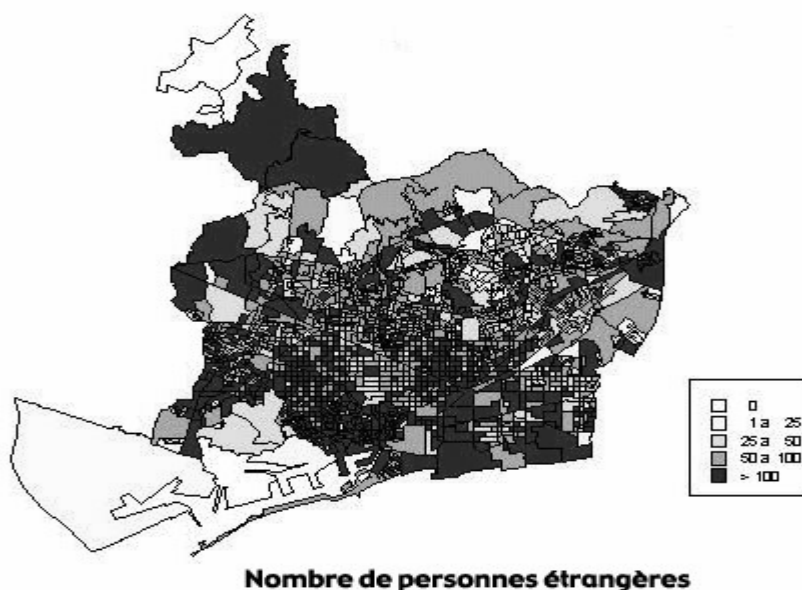 0
1 a 25
25 a 50
50 a 100
> 100
Nombre de personnes étrangères